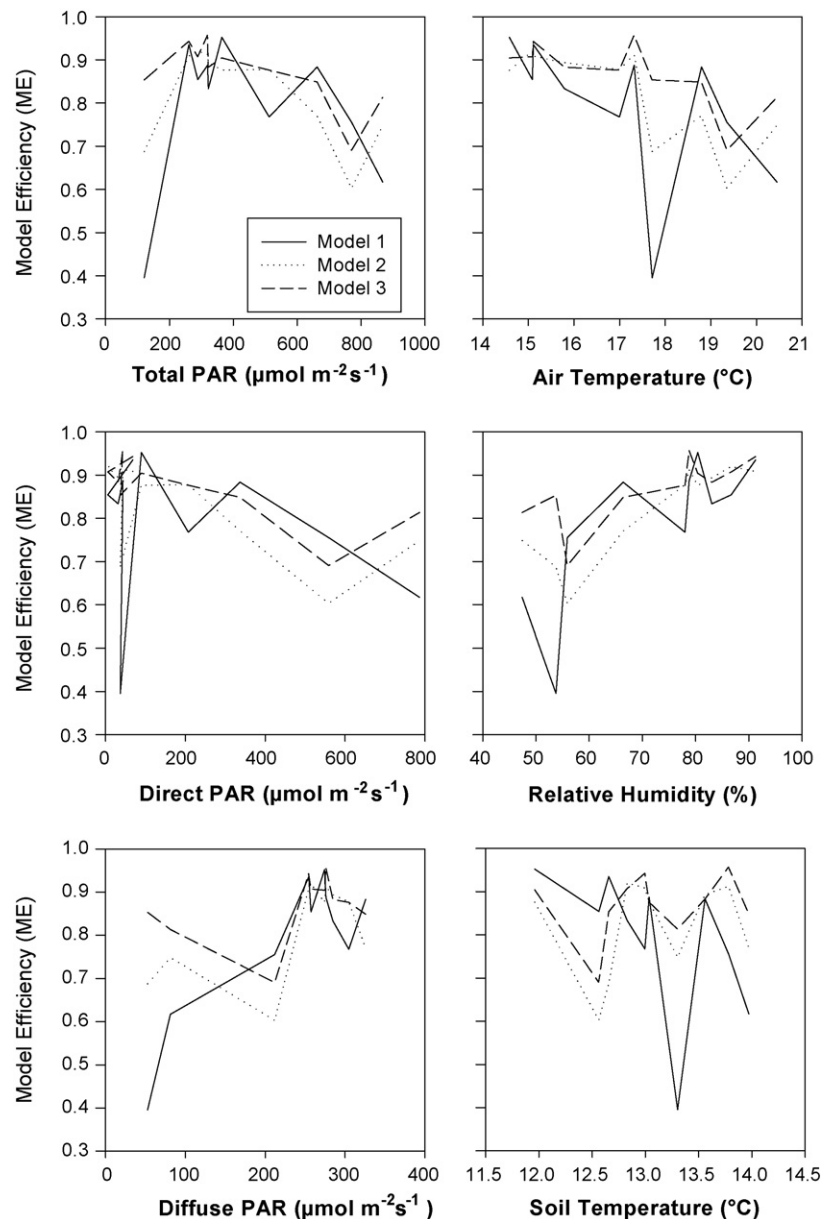 Model Efficiency (ME)
1.0
0.9
0.8
0.7
0.6
0.5
0.4
0.3
Model 1
Model 2
Model 3
0 200 400 600 800 1000
Total PAR (µmol m⁻²s⁻¹)
14 15 16 17 18 19 20 21
Air Temperature (°C)
Model Efficiency (ME)
1.0
0.9
0.8
0.7
0.6
0.5
0.4
0.3
0 200 400 600 800
Direct PAR (µmol m⁻²s⁻¹)
40 50 60 70 80 90 100
Relative Humidity (%)
Model Efficiency (ME)
1.0
0.9
0.8
0.7
0.6
0.5
0.4
0.3
0 100 200 300 400
Diffuse PAR (µmol m⁻²s⁻¹)
11.5 12.0 12.5 13.0 13.5 14.0 14.5
Soil Temperature (°C)